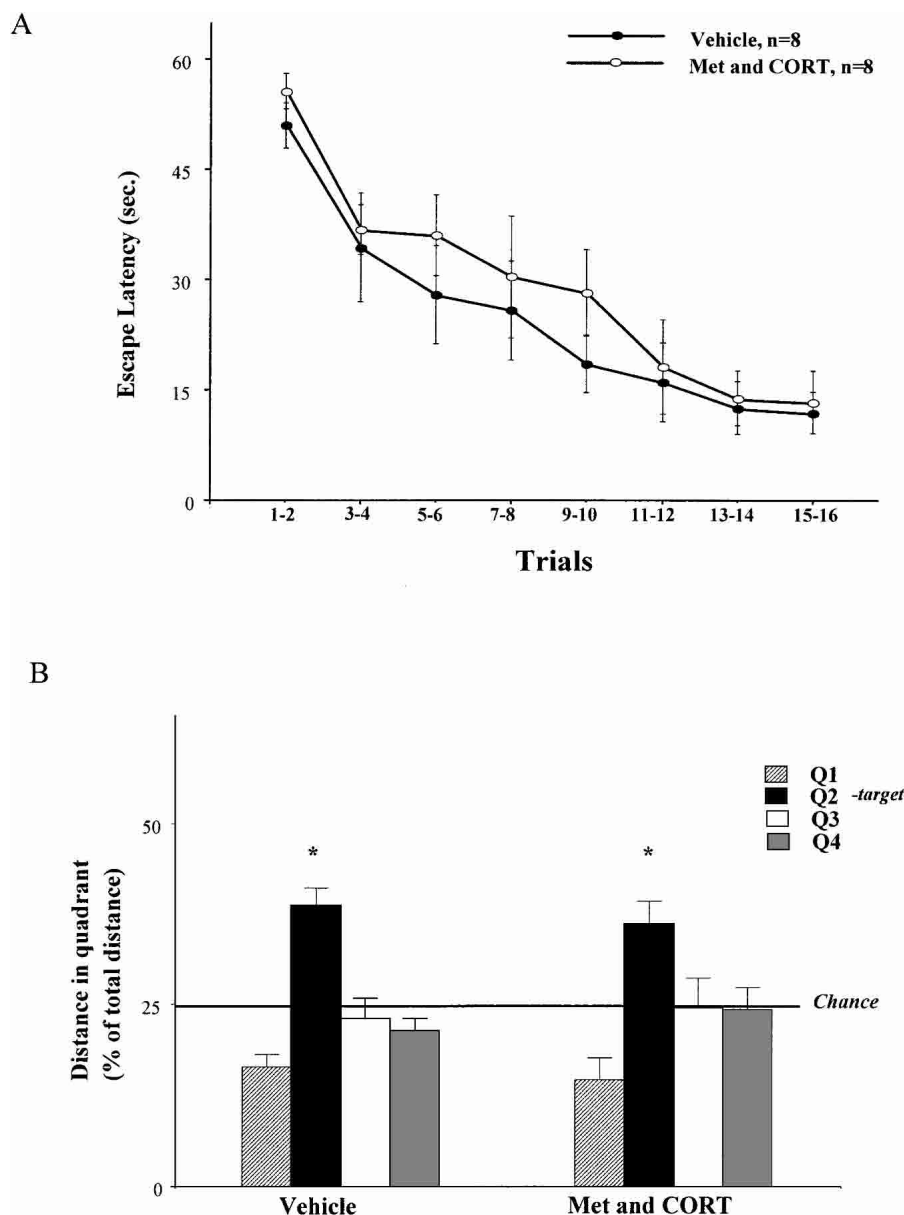 A
Vehicle, n=8
Met and CORT, n=8
60
45
30
15
0
Escape Latency (sec.)
1-2 3-4 5-6 7-8 9-10 11-12 13-14 15-16
Trials
B
Q1
Q2 -target
Q3
Q4
50
25
0
Distance in quadrant
(% of total distance)
* *
Chance
Vehicle Met and CORT